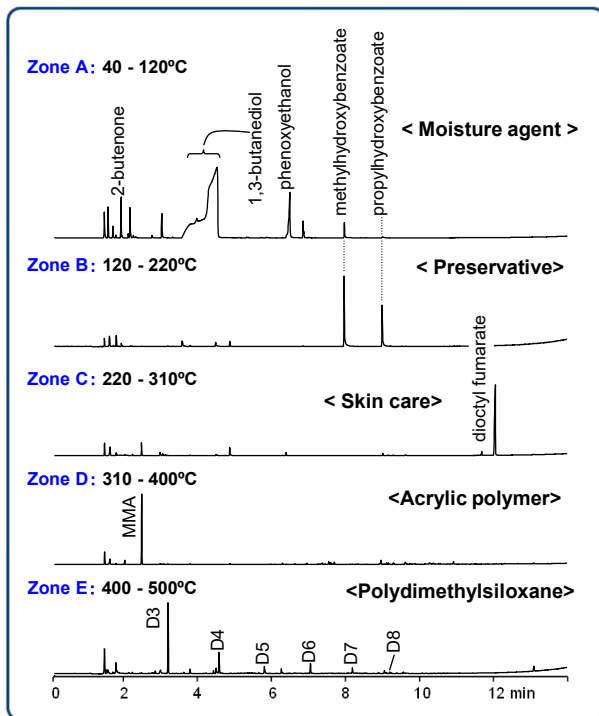 Zone A: 40 - 120ºC
2-butenone
1,3-butanediol
phenoxyethanol
methylhydroxybenzoate
propylhydroxybenzoate
< Moisture agent >
Zone B: 120 - 220ºC
< Preservative>
Zone C: 220 - 310ºC
< Skin care>
dioctyl fumarate
Zone D: 310 - 400ºC
MMA
<Acrylic polymer>
Zone E: 400 - 500ºC
<Polydimethylsiloxane>
D3
D4
D5
D6
D7
D8
0 2 4 6 8 10 12 min